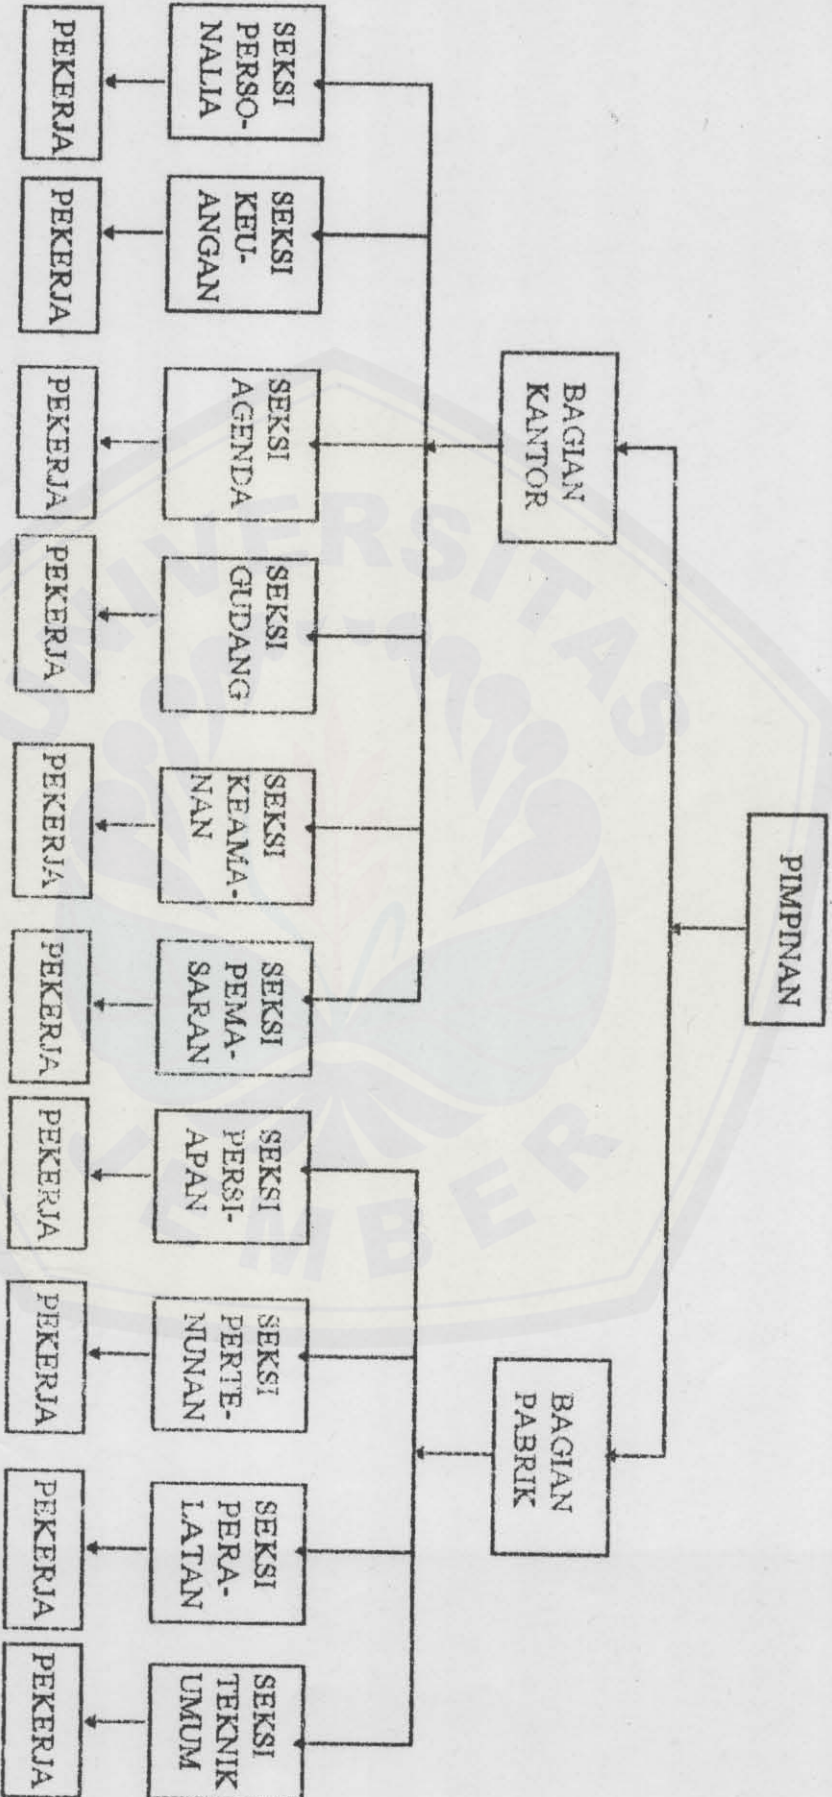 PIMPINAN
BAGIAN
KANTOR
BAGIAN
PABRIK
SEKSI
PERSO-
NALIA
SEKSI
KEU-
ANGAN
SEKSI
AGENDA
SEKSI
GUDANG
SEKSI
KEAMA-
NAN
SEKSI
PEMA-
SARAN
SEKSI
PERSI-
APAN
SEKSI
PERTE-
NUNAN
SEKSI
PERA-
LATAN
SEKSI
TEKNIK
UMUM
PEKERJA
PEKERJA
PEKERJA
PEKERJA
PEKERJA
PEKERJA
PEKERJA
PEKERJA
PEKERJA
PEKERJA
UNIVERSITAS
JEMBER